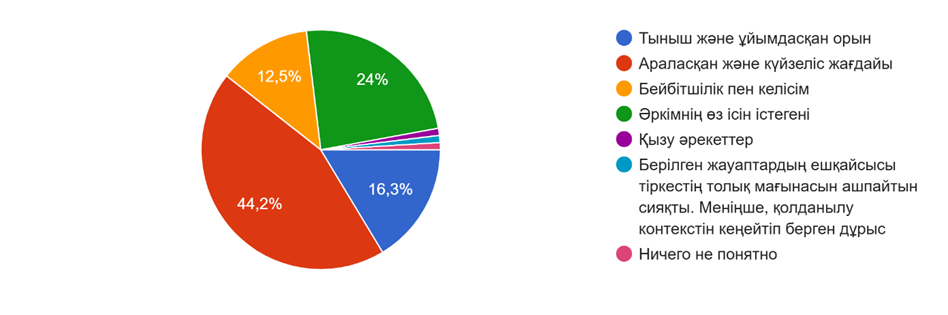 12,5%
24%
44,2%
16,3%
Тыныш және ұйымдасқан орын
Араласқан және күйзеліс жағдайы
Бейбітшілік пен келісім
Әркімнің өз ісін істегені
Қызу әрекеттер
Берілген жауаптардың ешқайсысы
тіркестің толық мағынасын ашпайтын
сияқты. Меніңше, қолданылу
контекстін кеңейтіп берген дұрыс
Ничего не понятно